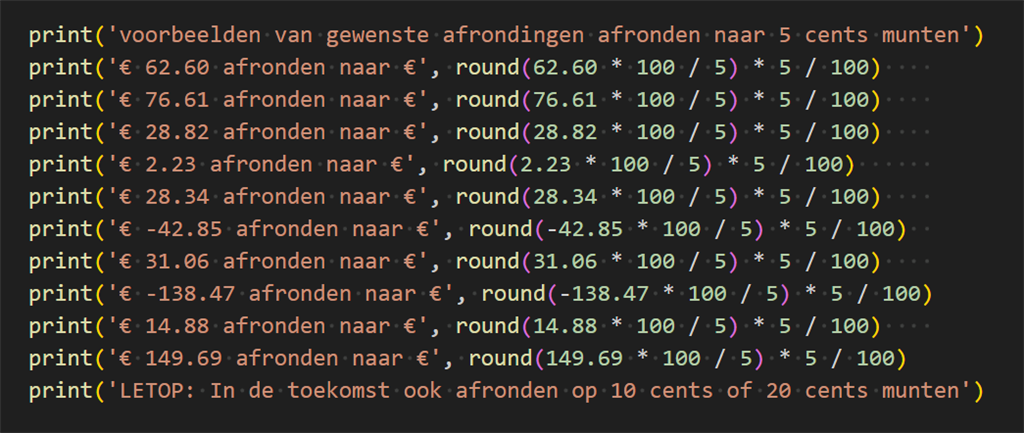 print('voorbeelden van gewenste afrondingen afronden naar 5 cents munten')
print('€ 62.60 afronden naar €', round(62.60 * 100 / 5) * 5 / 100)
print('€ 76.61 afronden naar €', round(76.61 * 100 / 5) * 5 / 100)
print('€ 28.82 afronden naar €', round(28.82 * 100 / 5) * 5 / 100)
print('€ 2.23 afronden naar €', round(2.23 * 100 / 5) * 5 / 100)
print('€ 28.34 afronden naar €', round(28.34 * 100 / 5) * 5 / 100)
print('€ -42.85 afronden naar €', round(-42.85 * 100 / 5) * 5 / 100)
print('€ 31.06 afronden naar €', round(31.06 * 100 / 5) * 5 / 100)
print('€ -138.47 afronden naar €', round(-138.47 * 100 / 5) * 5 / 100)
print('€ 14.88 afronden naar €', round(14.88 * 100 / 5) * 5 / 100)
print('€ 149.69 afronden naar €', round(149.69 * 100 / 5) * 5 / 100)
print('LETOP: In de toekomst ook afronden op 10 cents of 20 cents munten')